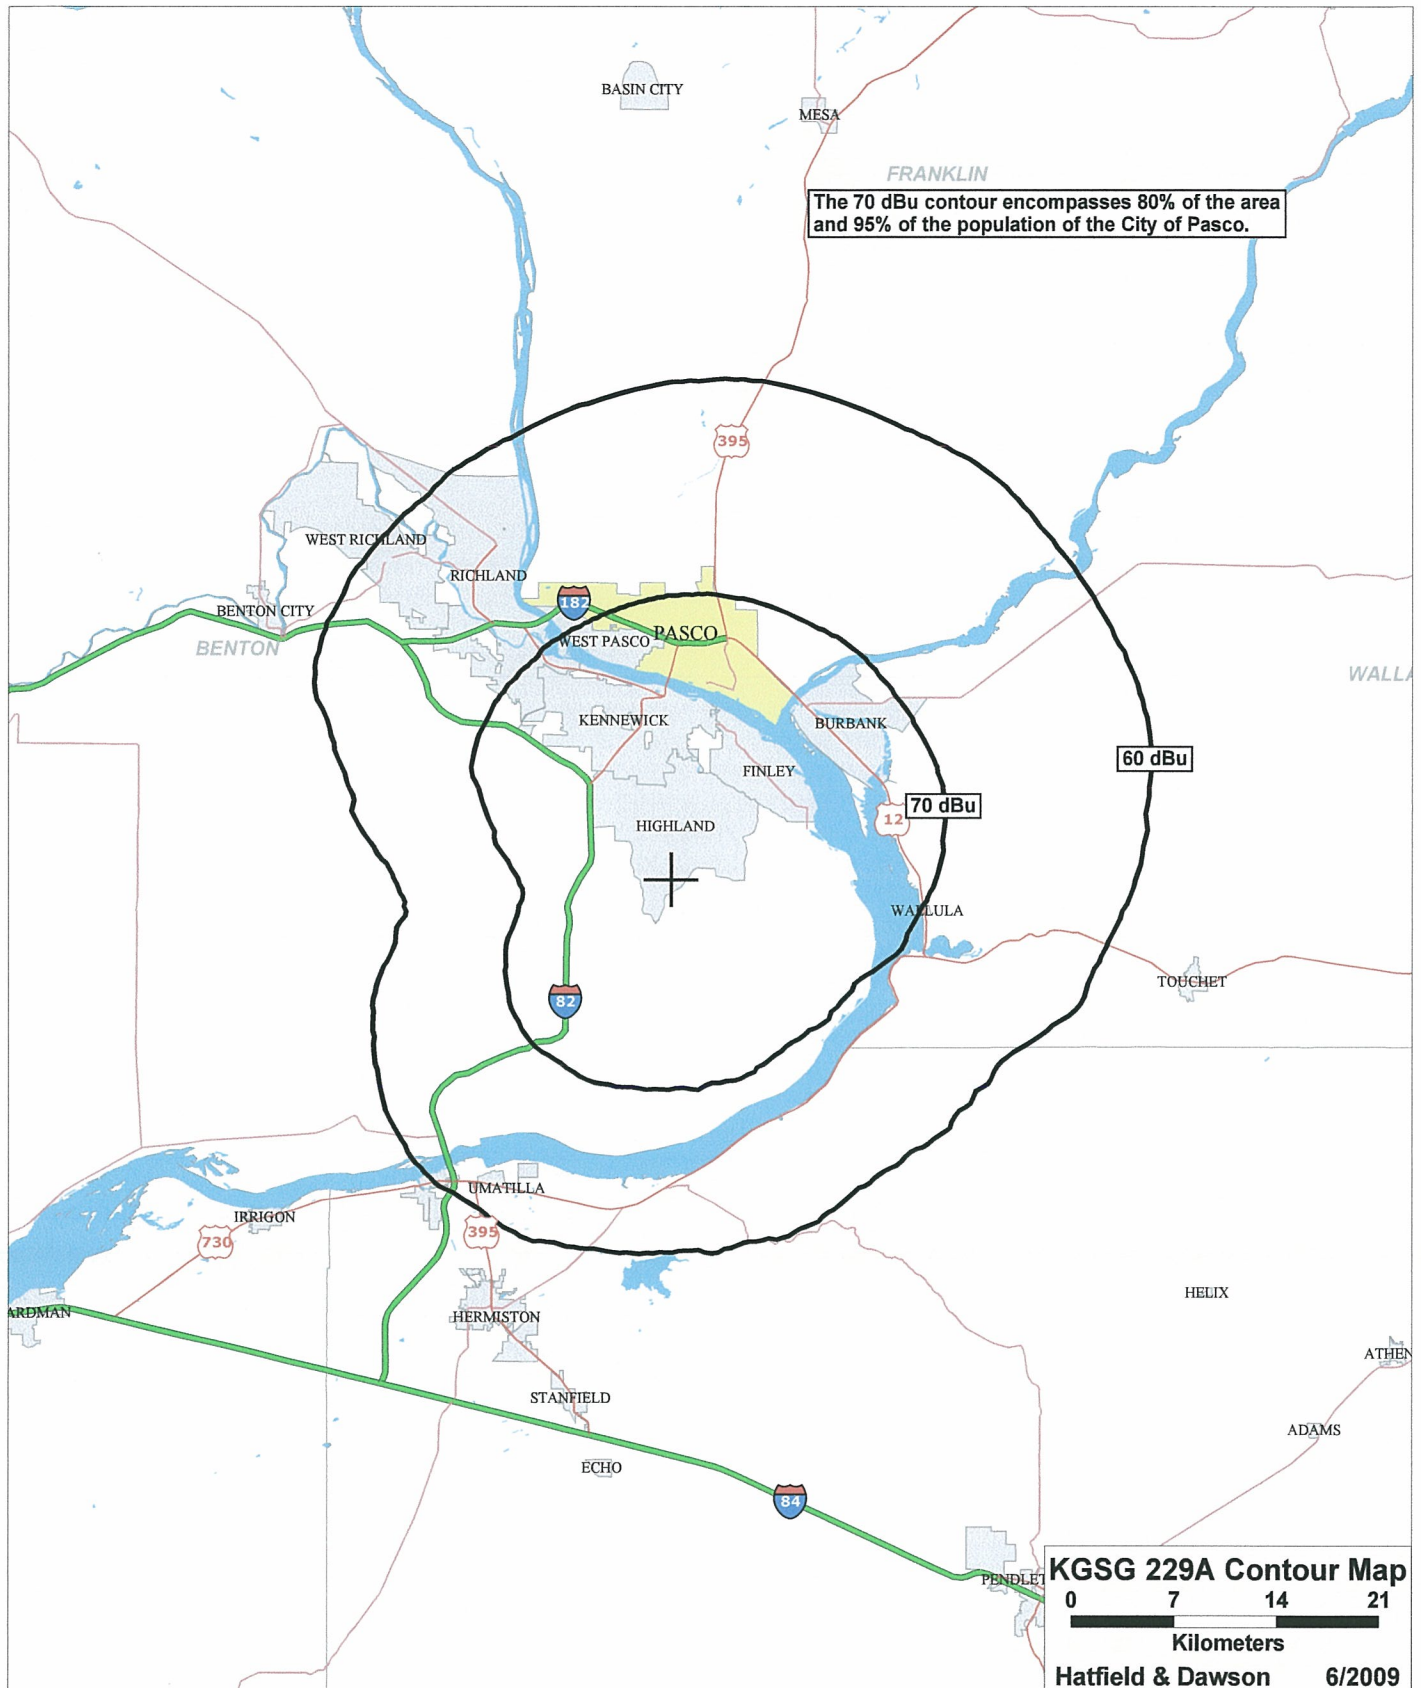 BASIN CITY
MESA
FRANKLIN
The 70 dBu contour encompasses 80% of the area
and 95% of the population of the City of Pasco.
395
WEST RICHLAND
RICHLAND
182
BENTON CITY
BENTON
WEST PASCO
PASCO
WALLA
KENNEWICK
BURBANK
60 dBu
FINLEY
70 dBu
12
HIGHLAND
WALLULA
TOUCHET
82
UMATILLA
IRRIGON
395
730
HELIX
ARDMAN
HERMISTON
ATHEN
STANFIELD
ADAMS
ECHO
84
PENDLET
KGSG 229A Contour Map
0 7 14 21
Kilometers
Hatfield & Dawson 6/2009